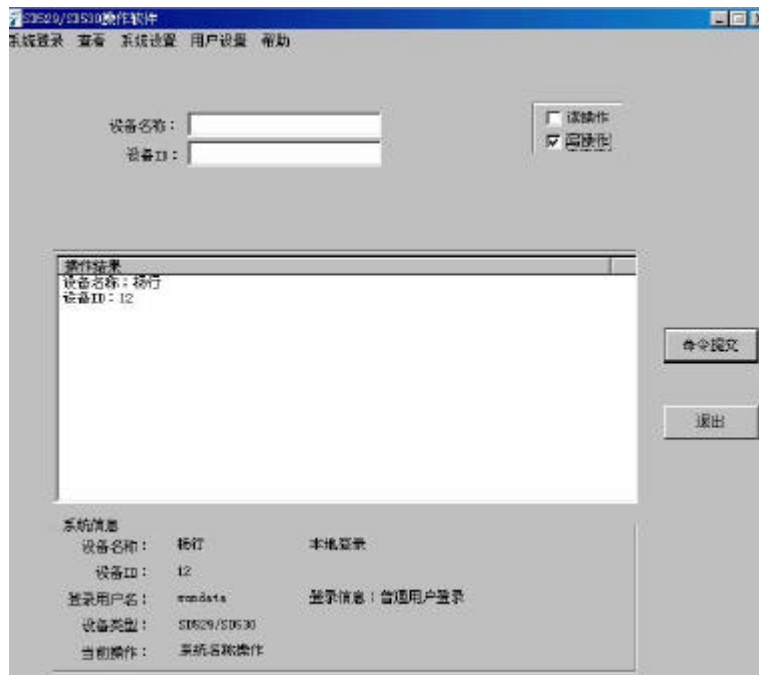 SD529/SD530操作软件
系统登录 查看 系统设置 用户设置 帮助
设备名称：
读操作
设备ID：
写操作
操作结果
设备名称：杨行
设备ID：12
命令提交
退出
系统信息
设备名称： 杨行 本地登录
设备ID： 12
登录用户名： sundata 登录信息：普通用户登录
设备类型： SD529/SD530
当前操作： 系统名称操作